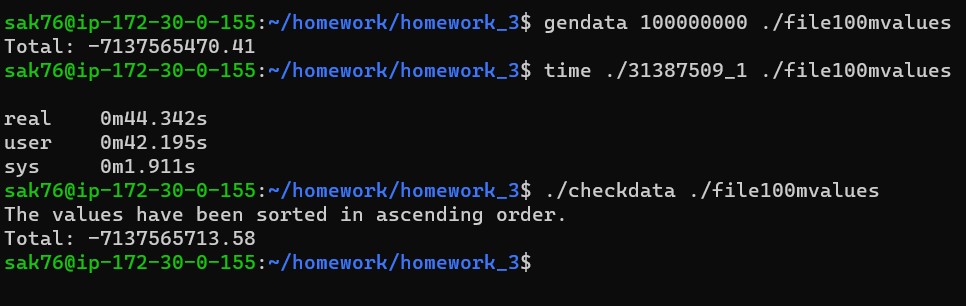 sak76@ip-172-30-0-155:~/homework/homework_3$ gendata 100000000 ./file100mvalues
Total: -7137565470.41
sak76@ip-172-30-0-155:~/homework/homework_3$ time ./31387509_1 ./file100mvalues
real    0m44.342s
user    0m42.195s
sys     0m1.911s
sak76@ip-172-30-0-155:~/homework/homework_3$ ./checkdata ./file100mvalues
The values have been sorted in ascending order.
Total: -7137565713.58
sak76@ip-172-30-0-155:~/homework/homework_3$